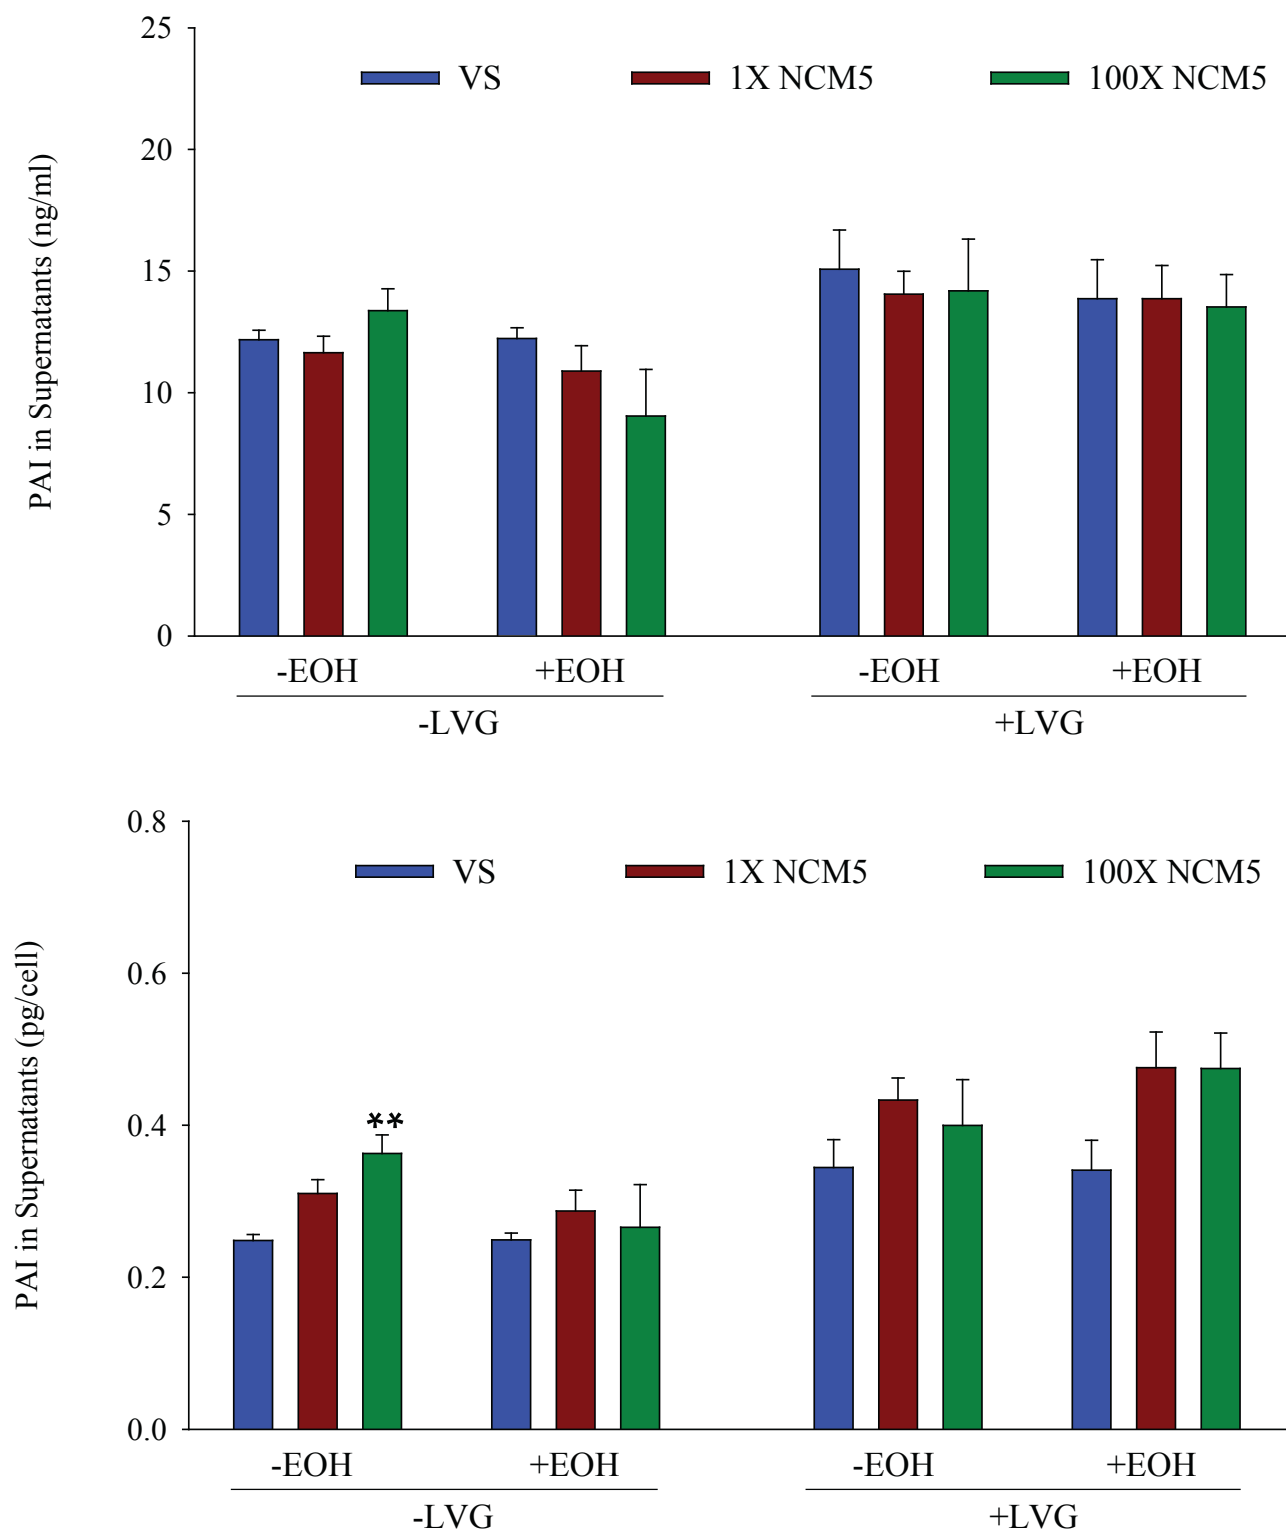 25
VS 1X NCM5 100X NCM5
20
PAI in Supernatants (ng/ml)
15
10
5
0
-EOH +EOH -EOH +EOH
-LVG +LVG
0.8
VS 1X NCM5 100X NCM5
0.6
PAI in Supernatants (pg/cell)
**
0.4
0.2
0.0
-EOH +EOH -EOH +EOH
-LVG +LVG